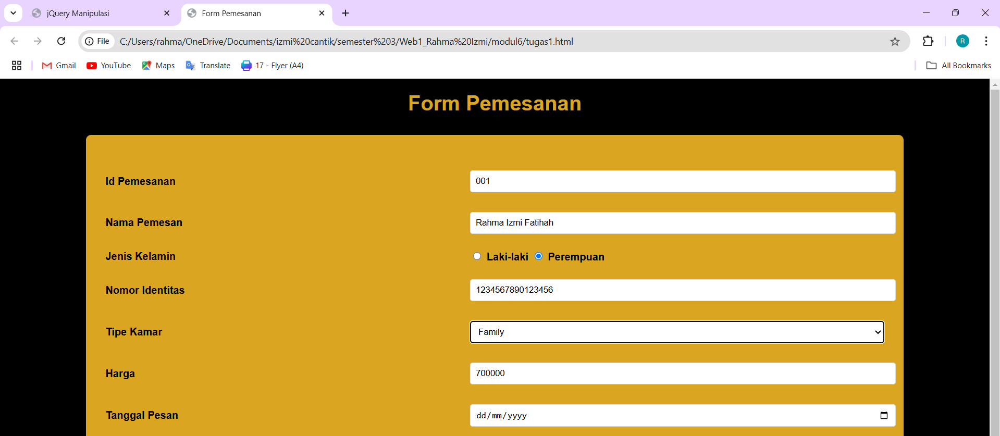 jQuery Manipulasi
Form Pemesanan
File
C:/Users/rahma/OneDrive/Documents/izmi%20cantik/semester%203/Web1_Rahma%20Izmi/modul6/tugas1.html
R
Gmail
YouTube
Maps
Translate
17 - Flyer (A4)
All Bookmarks
Form Pemesanan
Id Pemesanan
001
Nama Pemesan
Rahma Izmi Fatihah
Jenis Kelamin
Laki-laki
Perempuan
Nomor Identitas
1234567890123456
Tipe Kamar
Family
Harga
700000
Tanggal Pesan
dd/mm/yyyy